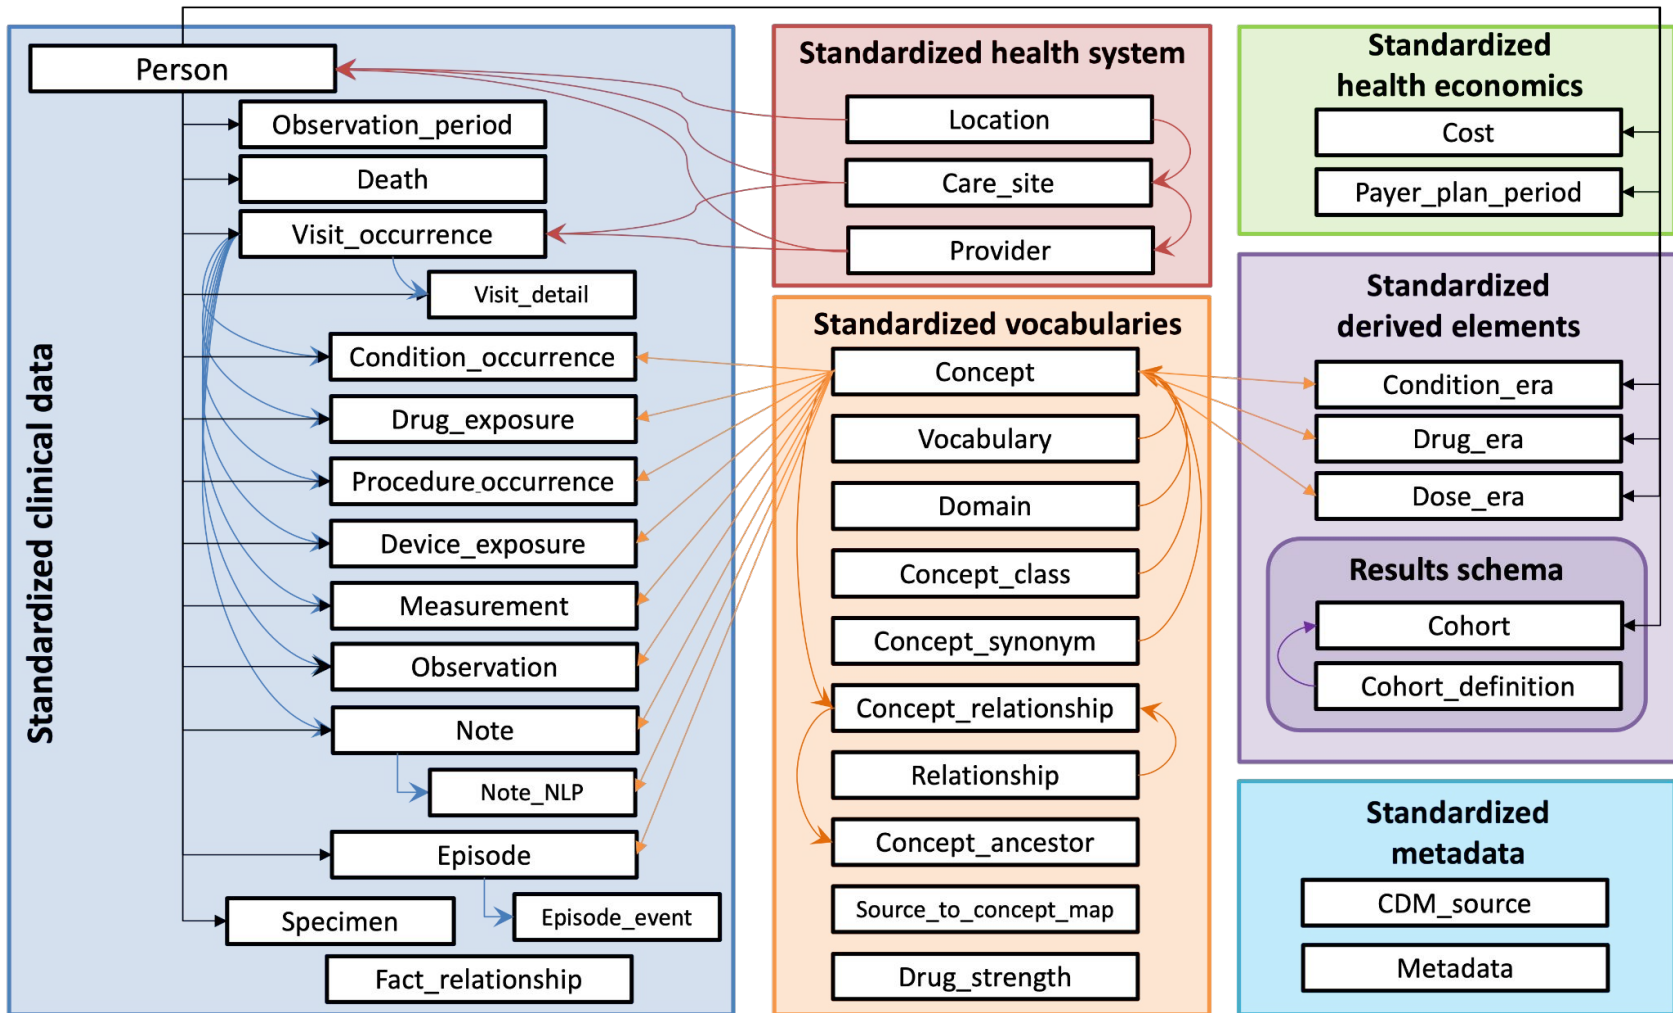 Standardized clinical data
Person
Observation_period
Death
Visit_occurrence
Visit_detail
Condition_occurrence
Drug_exposure
Procedure_occurrence
Device_exposure
Measurement
Observation
Note
Note_NLP
Episode
Episode_event
Specimen
Fact_relationship
Standardized health system
Location
Care_site
Provider
Standardized vocabularies
Concept
Vocabulary
Domain
Concept_class
Concept_synonym
Concept_relationship
Relationship
Concept_ancestor
Source_to_concept_map
Drug_strength
Standardized
health economics
Cost
Payer_plan_period
Standardized
derived elements
Condition_era
Drug_era
Dose_era
Results schema
Cohort
Cohort_definition
Standardized
metadata
CDM_source
Metadata